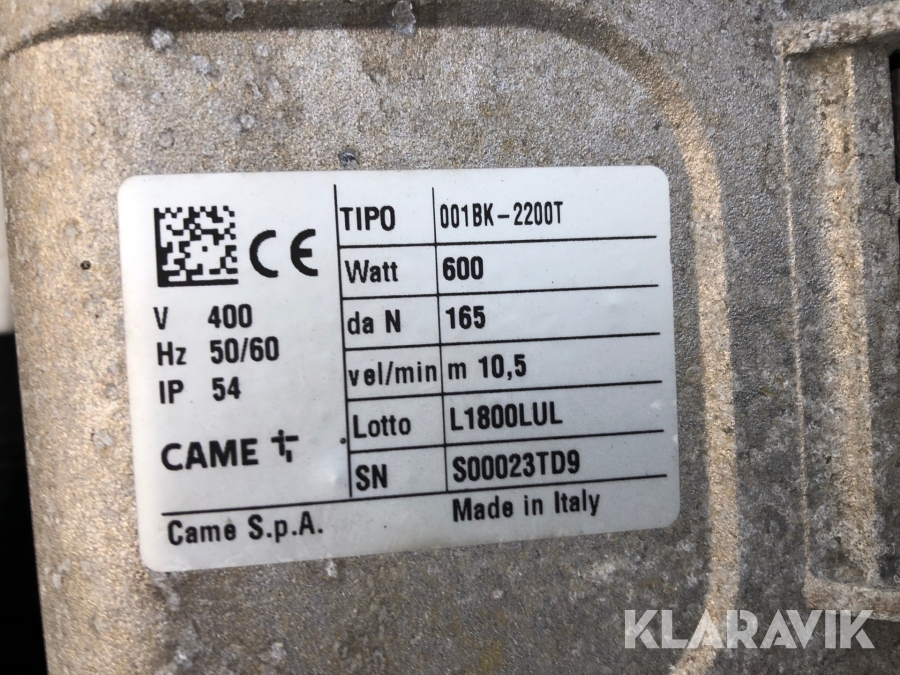 CE
V 400
Hz 50/60
IP 54
CAME
TIPO 001BK-2200T
Watt 600
da N 165
vel/min m 10,5
Lotto L1800LUL
SN S00023TD9
Came S.p.A. Made in Italy
KLARAVIK